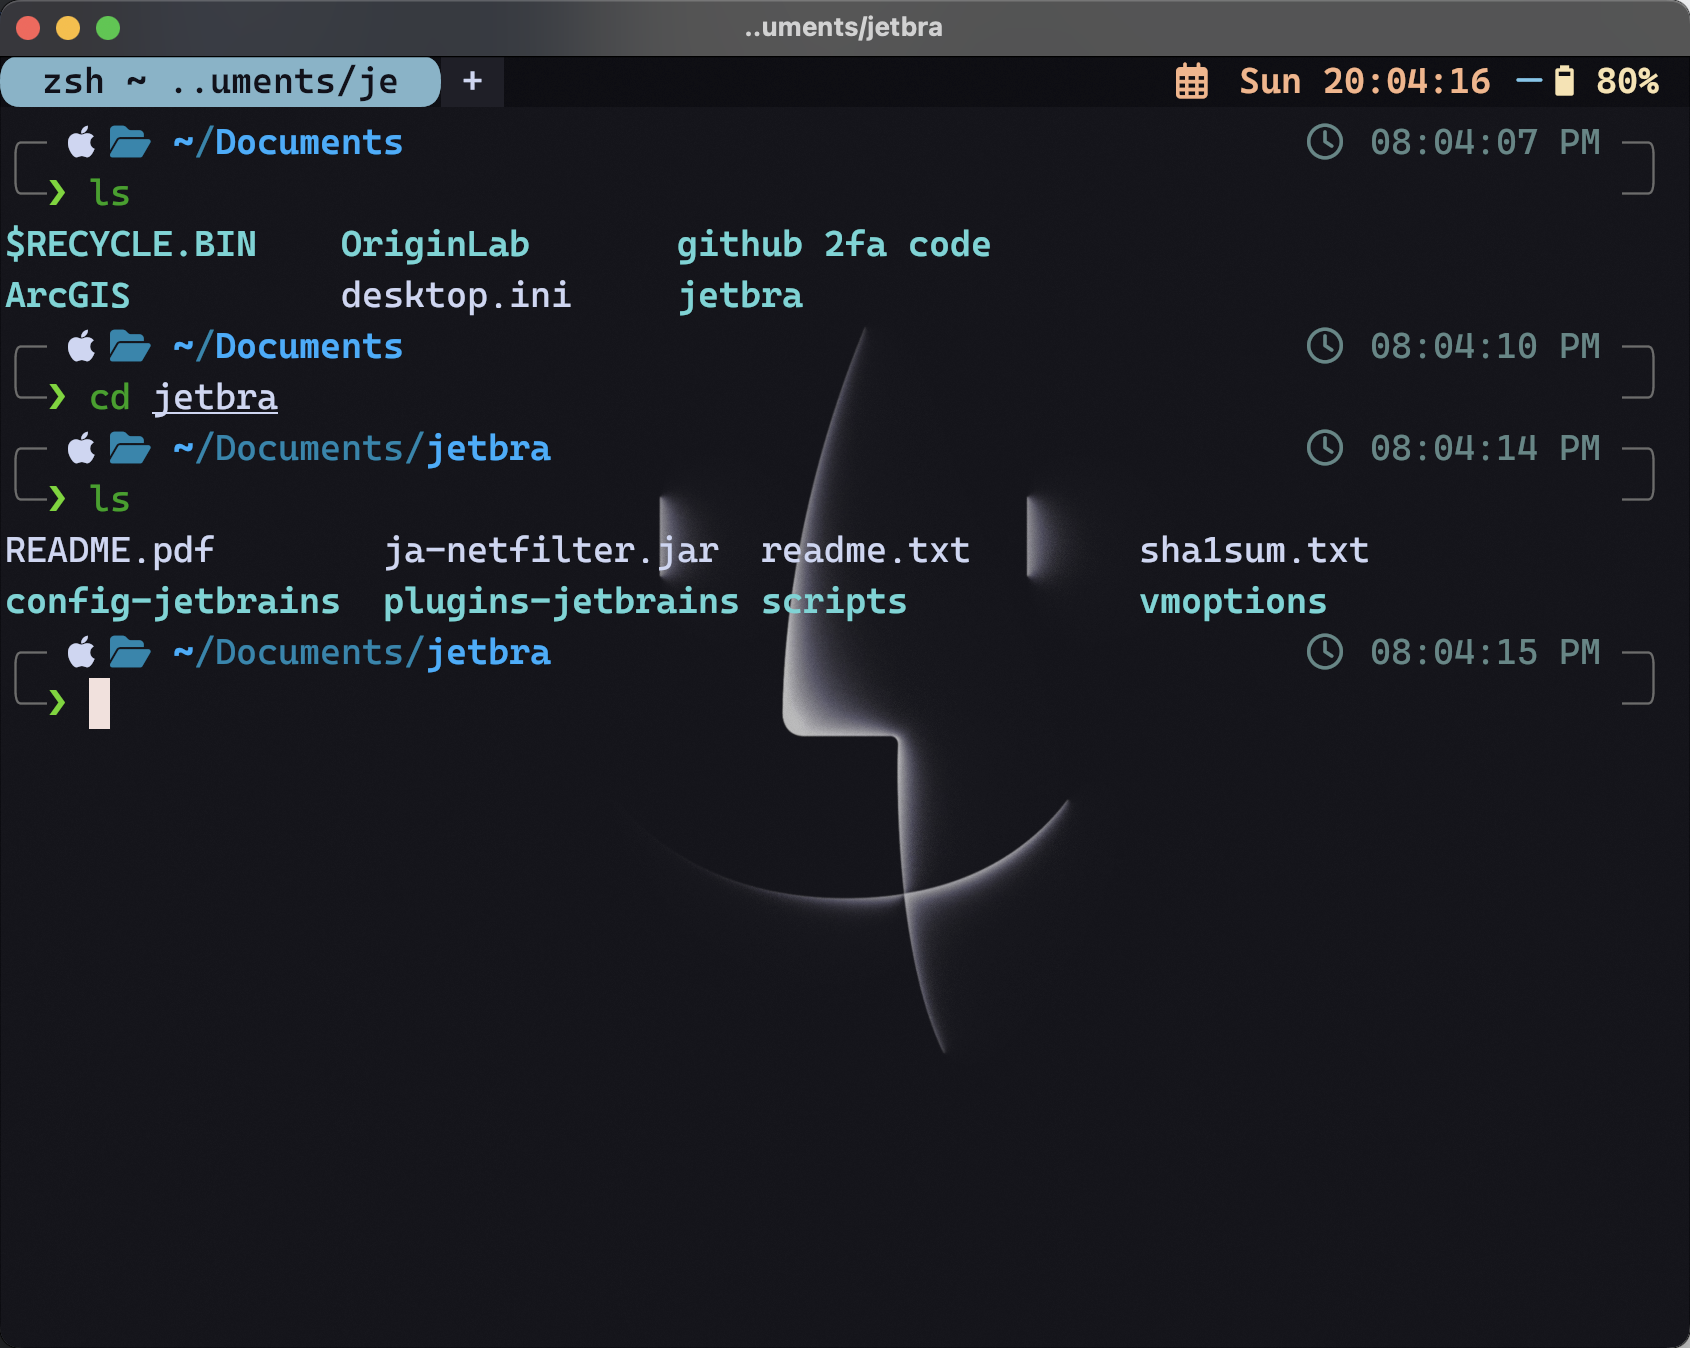 ..uments/jetbra
zsh ~ ..uments/je + Sun 20:04:16 80%
~/Documents 08:04:07 PM
❯ ls
$RECYCLE.BIN OriginLab github 2fa code
ArcGIS desktop.ini jetbra
~/Documents 08:04:10 PM
❯ cd jetbra
~/Documents/jetbra 08:04:14 PM
❯ ls
README.pdf ja-netfilter.jar readme.txt sha1sum.txt
config-jetbrains plugins-jetbrains scripts vmoptions
~/Documents/jetbra 08:04:15 PM
❯